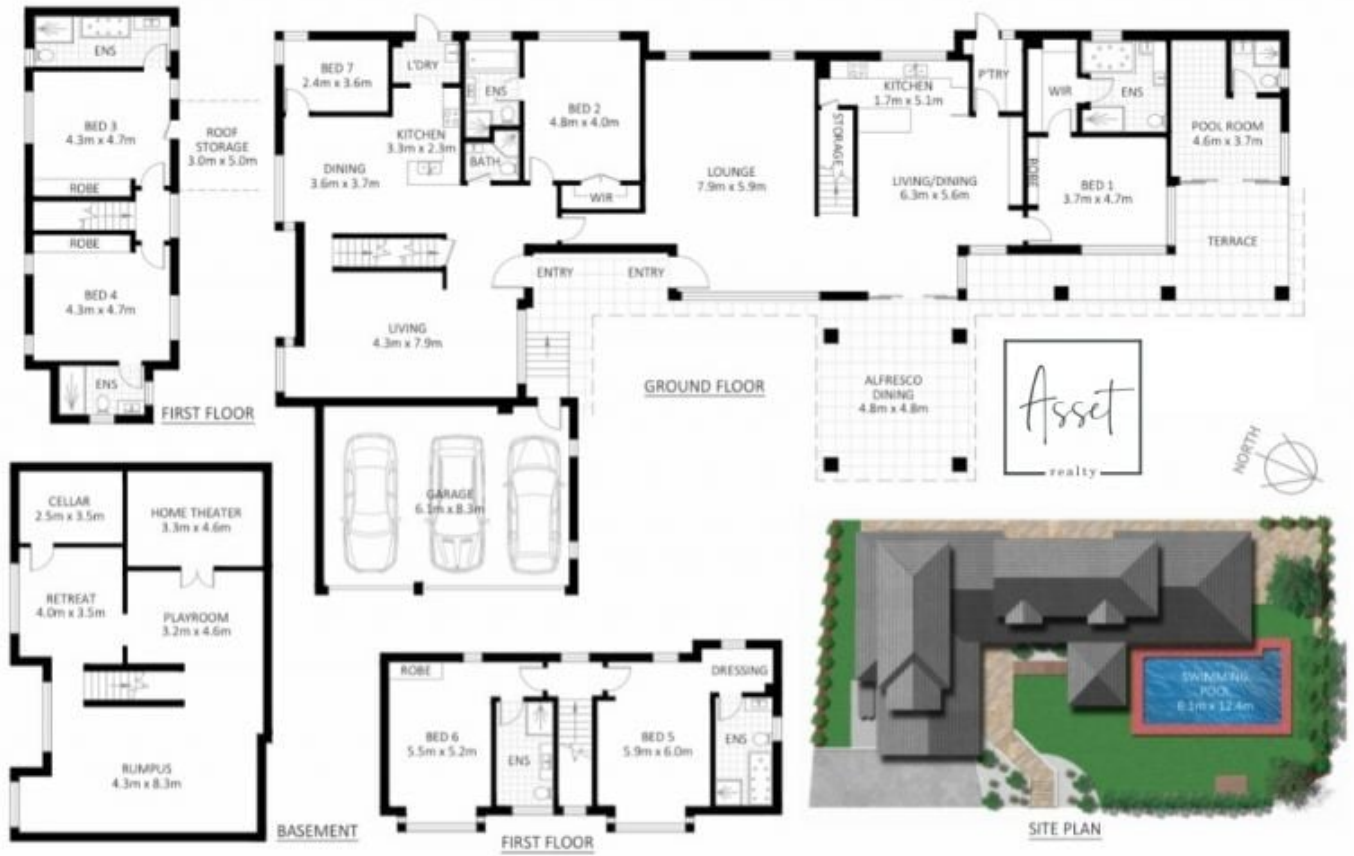 ENS
BED 3
4.3m x 4.7m
ROBE
ROBE
BED 4
4.3m x 4.7m
ENS
FIRST FLOOR
ROOF
STORAGE
3.0m x 5.0m
BED 7
2.4m x 3.6m
L'DRY
ENS
BED 2
4.8m x 4.0m
KITCHEN
3.3m x 2.3m
BATH
DINING
3.6m x 3.7m
WIR
LOUNGE
7.9m x 5.9m
KITCHEN
1.7m x 5.1m
P'TRY
STORAGE
LIVING/DINING
6.3m x 5.6m
WIR
ENS
ROBE
BED 1
3.7m x 4.7m
POOL ROOM
4.6m x 3.7m
TERRACE
ENTRY
ENTRY
LIVING
4.3m x 7.9m
GROUND FLOOR
ALFRESCO
DINING
4.8m x 4.8m
Asset
realty
NORTH
GARAGE
6.1m x 8.3m
CELLAR
2.5m x 3.5m
HOME THEATER
3.3m x 4.6m
RETREAT
4.0m x 3.5m
PLAYROOM
3.2m x 4.6m
RUMPUS
4.3m x 8.3m
BASEMENT
ROBE
DRESSING
BED 6
5.5m x 5.2m
ENS
BED 5
5.9m x 6.0m
ENS
FIRST FLOOR
SWIMMING
POOL
6.1m x 12.4m
SITE PLAN